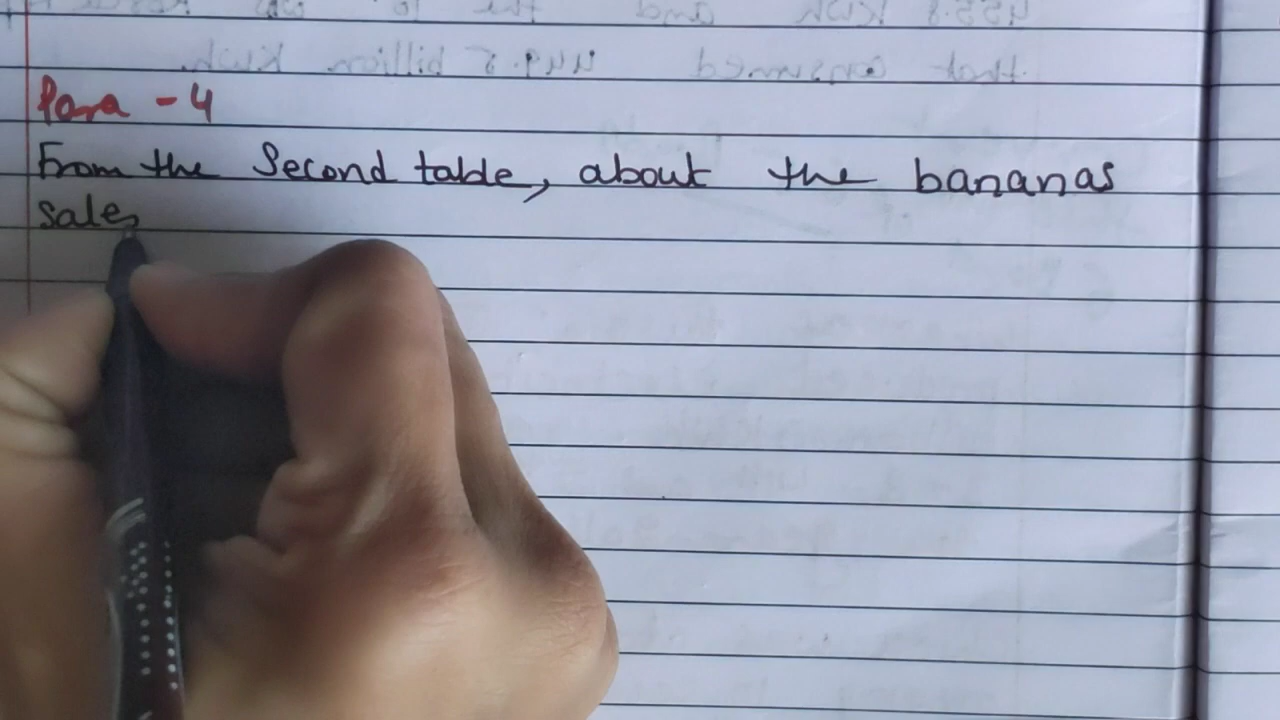 Para - 4
From the Second table, about the bananas
sales